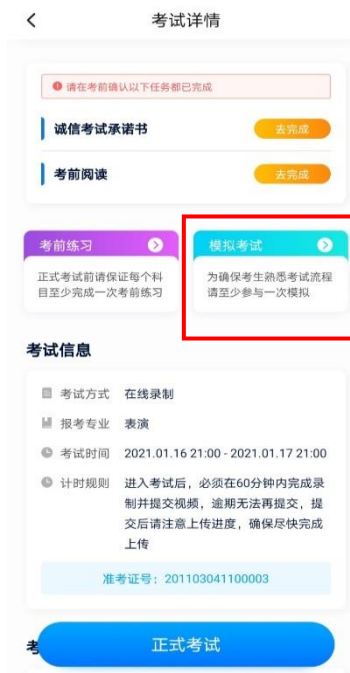 考试详情
请在考前确认以下任务都已完成
诚信考试承诺书 去完成
考前阅读 去完成
考前练习 模拟考试
正式考试前请保证每个科 为确保考生熟悉考试流程
目至少完成一次考前练习 请至少参与一次模拟
考试信息
考试方式 在线录制
报考专业 表演
考试时间 2021.01.16 21:00 - 2021.01.17 21:00
计时规则 进入考试后，必须在60分钟内完成录
制并提交视频，逾期无法再提交，提
交后请注意上传进度，确保尽快完成
上传
准考证号：201103041100003
正式考试